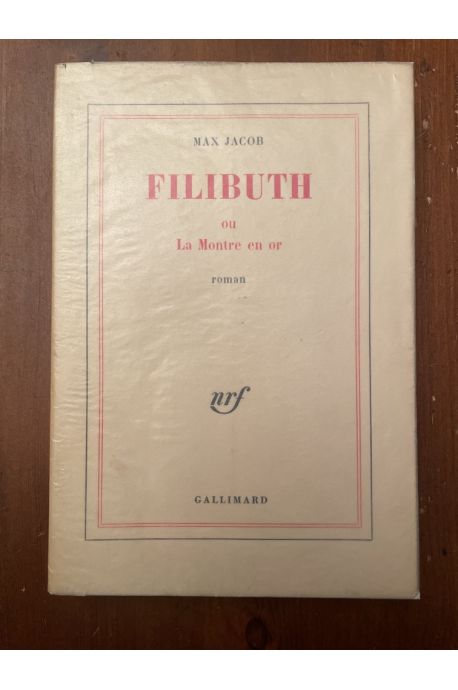 MAX JACOB
FILIBUTH
ou
La Montre en or
roman
nrf
GALLIMARD